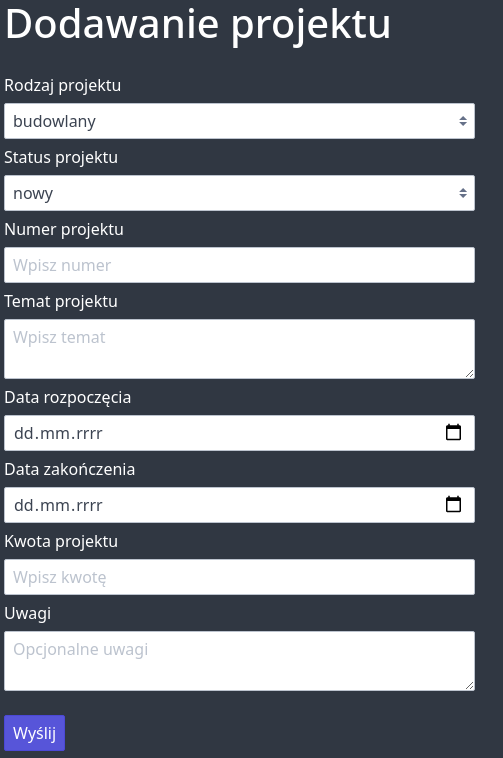 Dodawanie projektu
Rodzaj projektu
budowlany
Status projektu
nowy
Numer projektu
Wpisz numer
Temat projektu
Wpisz temat
Data rozpoczęcia
dd.mm.rrrr
Data zakończenia
dd.mm.rrrr
Kwota projektu
Wpisz kwotę
Uwagi
Opcjonalne uwagi
Wyślij